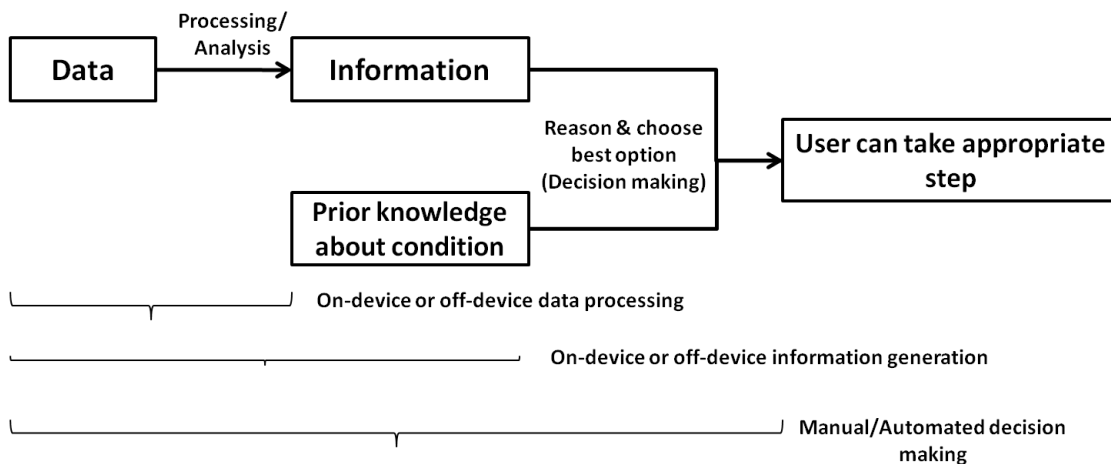 Processing/
Analysis
Data
Information
Reason & choose
best option
(Decision making)
User can take appropriate
step
Prior knowledge
about condition
On-device or off-device data processing
On-device or off-device information generation
Manual/Automated decision
making